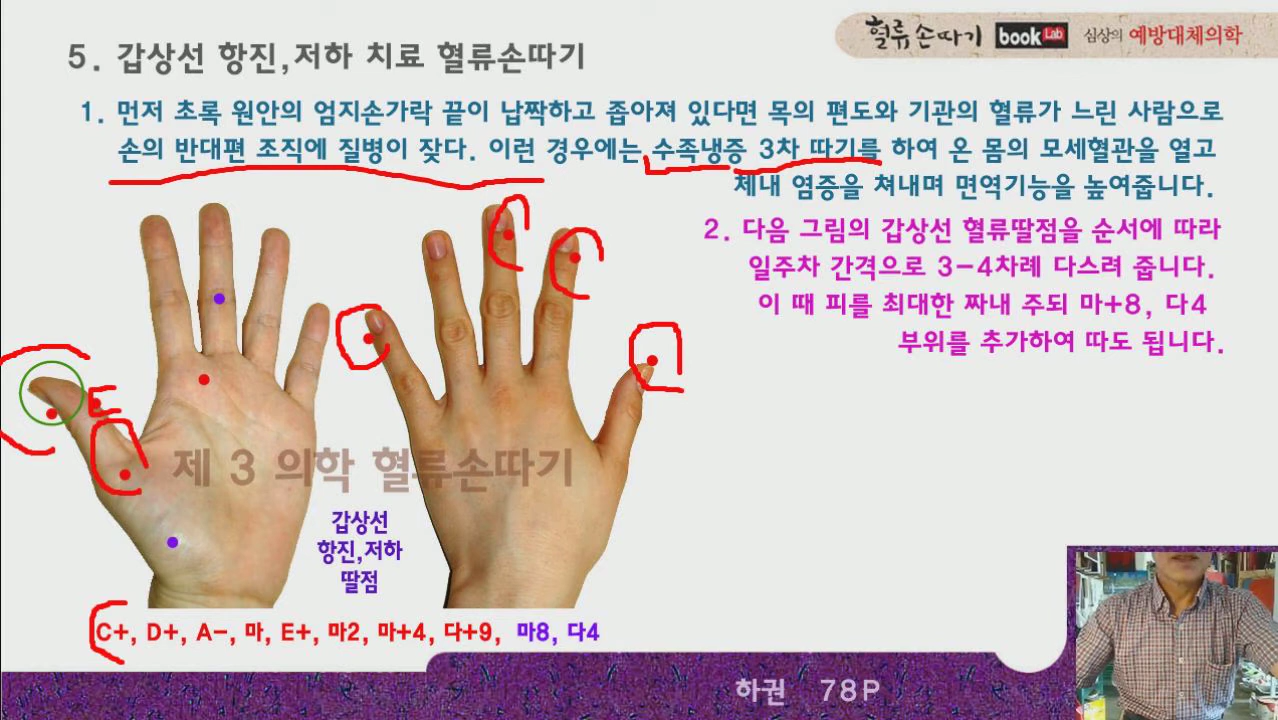 혈류 손따기 book Lab 심상의 예방대체의학
5. 갑상선 항진,저하 치료 혈류손따기
1. 먼저 초록 원안의 엄지손가락 끝이 납짝하고 좁아져 있다면 목의 편도와 기관의 혈류가 느린 사람으로
손의 반대편 조직에 질병이 잦다. 이런 경우에는 수족냉증 3차 따기를 하여 온 몸의 모세혈관을 열고
체내 염증을 쳐내며 면역기능을 높여줍니다.
2. 다음 그림의 갑상선 혈류딸점을 순서에 따라
일주차 간격으로 3-4차례 다스려 줍니다.
이 때 피를 최대한 짜내 주되 마+8, 다4
부위를 추가하여 따도 됩니다.
E
제 3 의학 혈류손따기
갑상선
항진,저하
딸점
C+, D+, A-, 마, E+, 마2, 마+4, 다+9, 마8, 다4
하권 78P